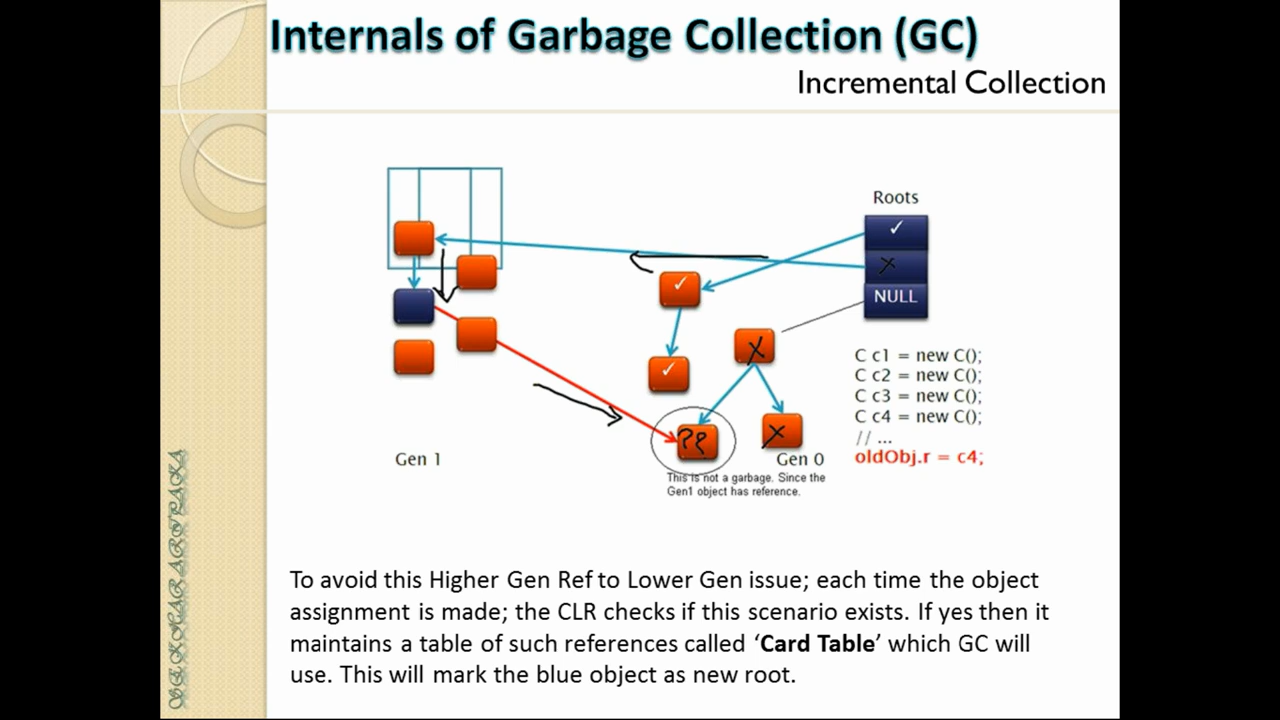 Internals of Garbage Collection (GC)
Incremental Collection
Roots
✓
X
NULL
✓
✓
X
??
X
C c1 = new C();
C c2 = new C();
C c3 = new C();
C c4 = new C();
// ...
oldObj.r = c4;
Gen 1
Gen 0
This is not a garbage. Since the
Gen1 object has reference.
To avoid this Higher Gen Ref to Lower Gen issue; each time the object
assignment is made; the CLR checks if this scenario exists. If yes then it
maintains a table of such references called ‘Card Table’ which GC will
use. This will mark the blue object as new root.